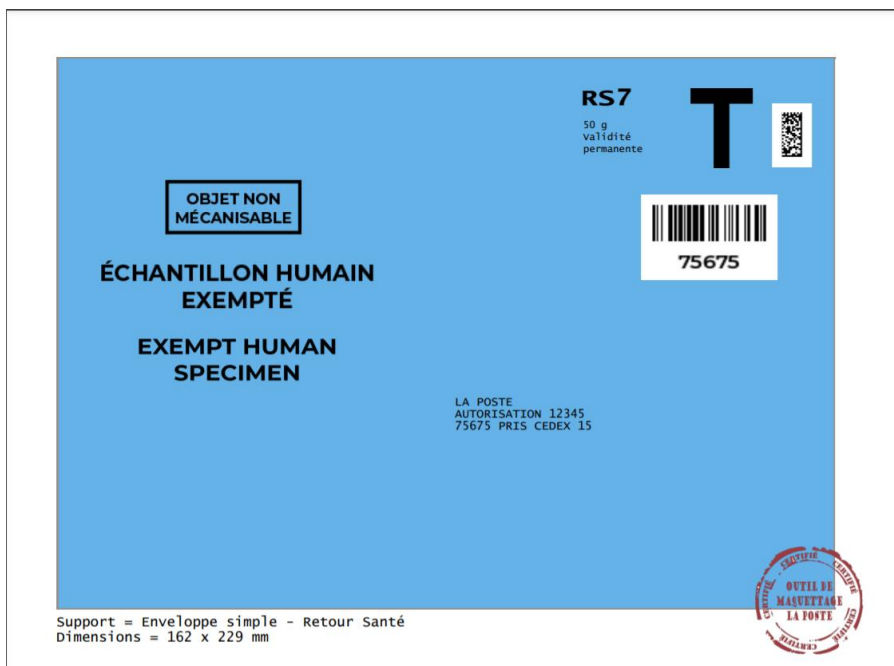 RS7
T
50 g
Validité
permanente
75675
OBJET NON
MÉCANISABLE
ÉCHANTILLON HUMAIN
EXEMPTÉ
EXEMPT HUMAN
SPECIMEN
LA POSTE
AUTORISATION 12345
75675 PRIS CEDEX 15
CERTIFIÉ CERTIFIÉ CERTIFIÉ CERTIFIÉ CERTIFIÉ
OUTIL DE
MAQUETTAGE
LA POSTE
Support = Enveloppe simple - Retour Santé
Dimensions = 162 x 229 mm